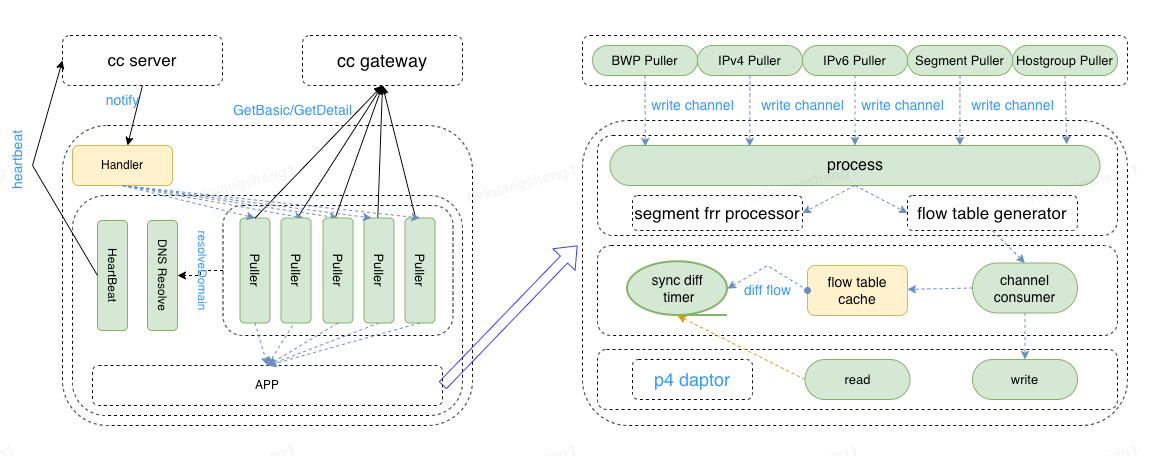 cc server
cc gateway
notify
GetBasic/GetDetail
heartbeat
Handler
HeartBeat
DNS Resolve
resolveDomain
Puller
Puller
Puller
Puller
Puller
APP
BWP Puller
IPv4 Puller
IPv6 Puller
Segment Puller
Hostgroup Puller
write channel
write channel
write channel
write channel
process
segment frr processor
flow table generator
sync diff
timer
diff flow
flow table
cache
channel
consumer
p4 daptor
read
write